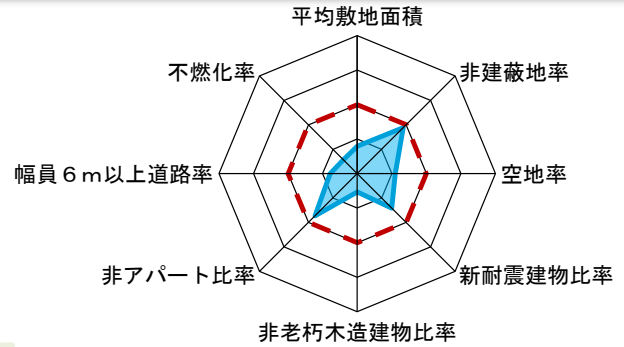 平均敷地面積
不燃化率
非建蔽地率
幅員６ｍ以上道路率
空地率
非アパート比率
新耐震建物比率
非老朽木造建物比率